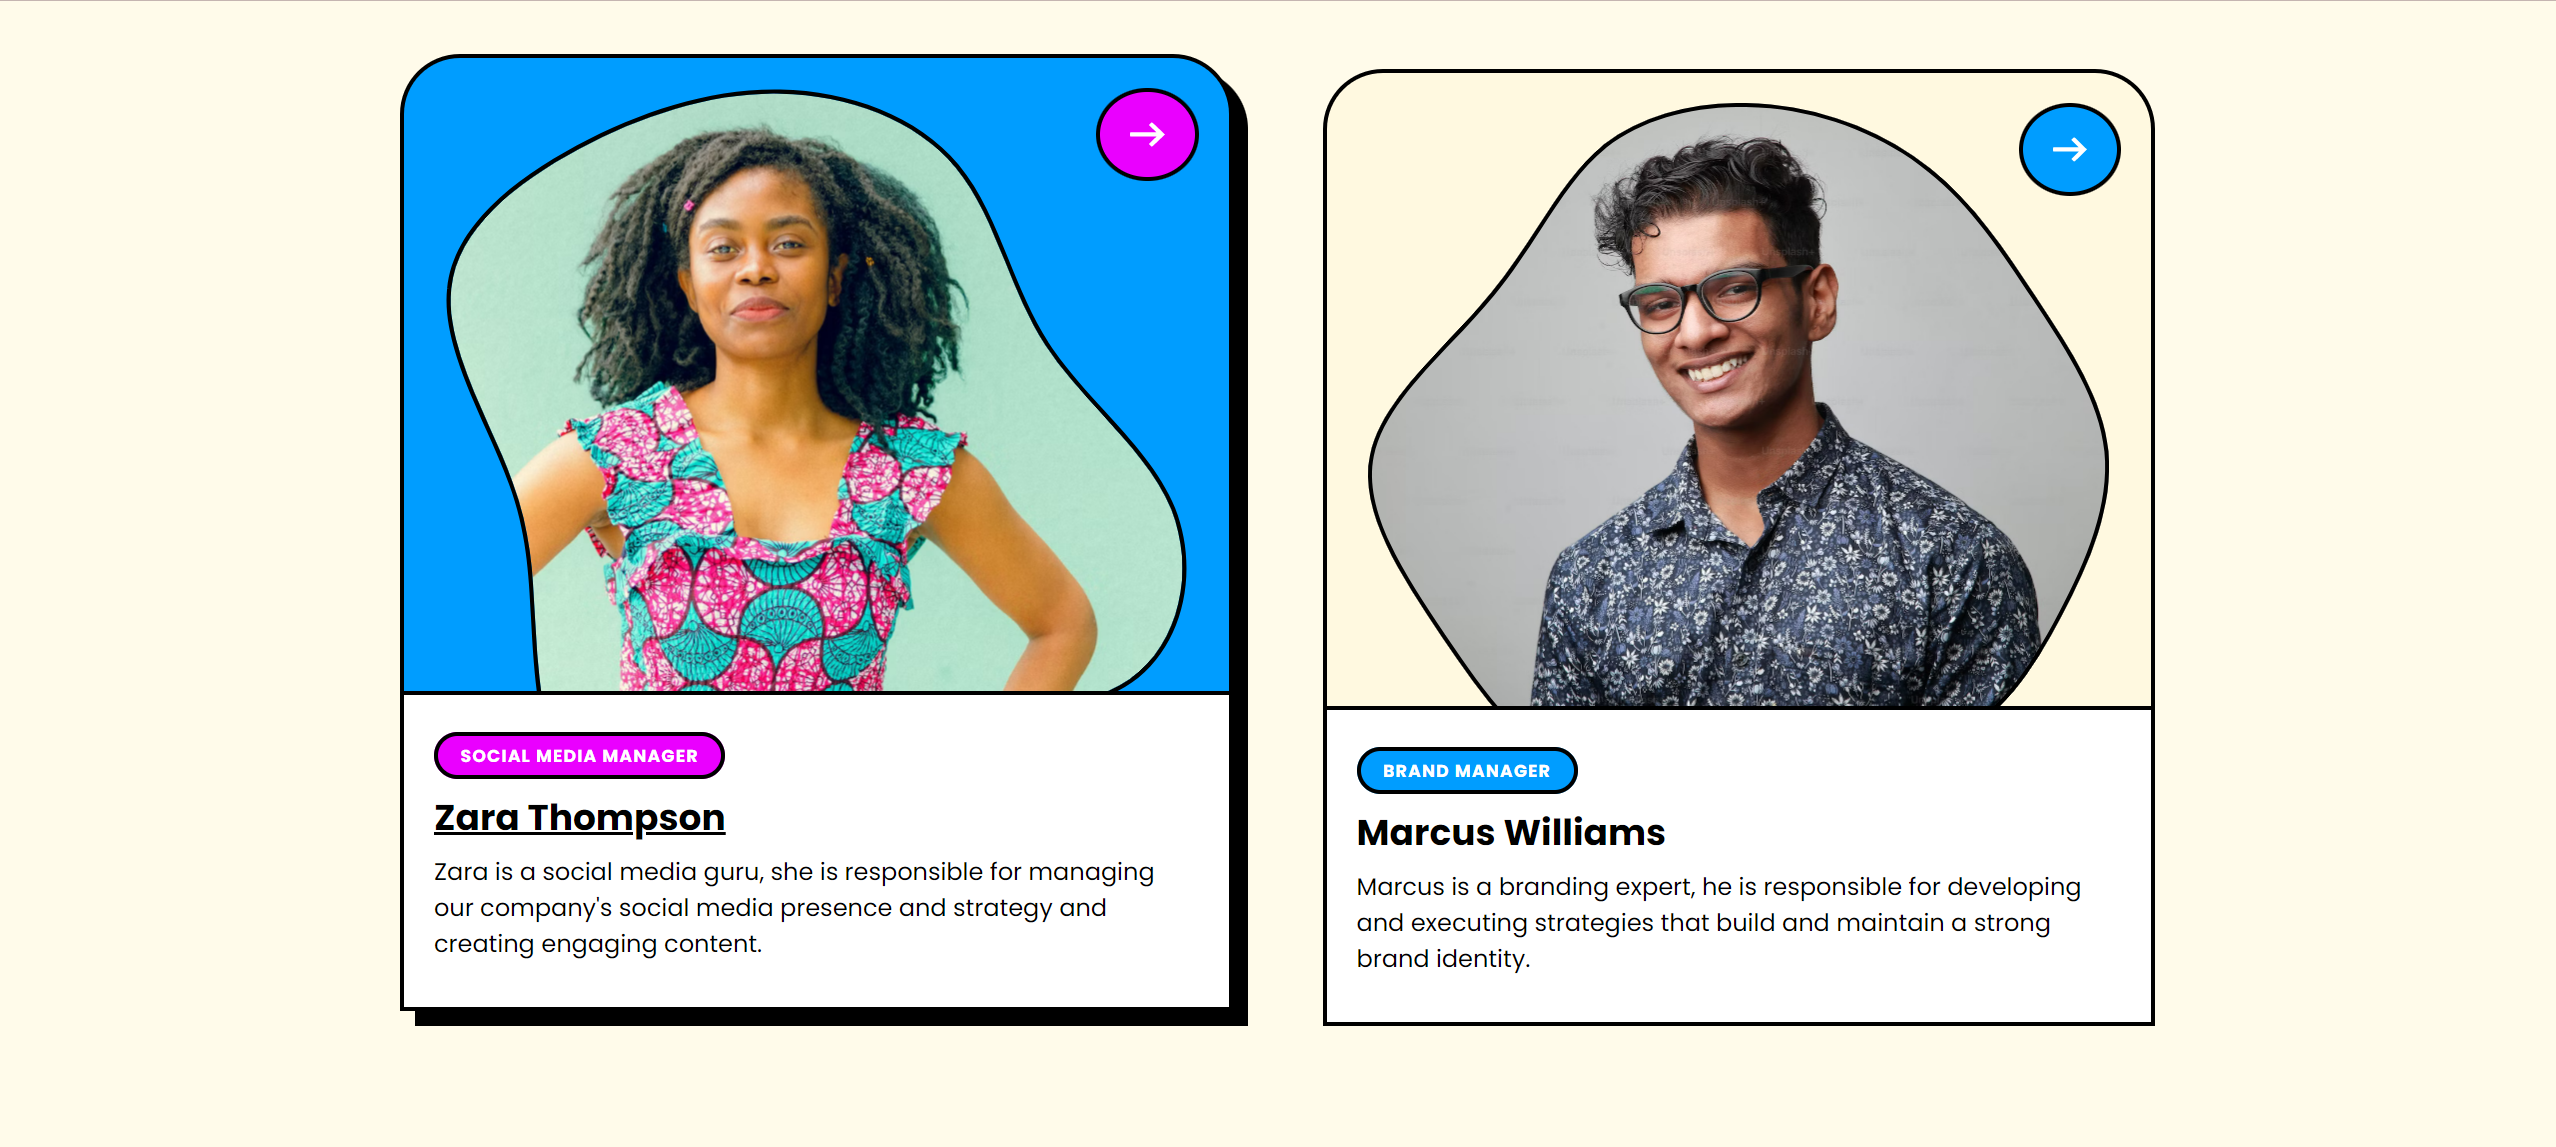 SOCIAL MEDIA MANAGER
Zara Thompson
Zara is a social media guru, she is responsible for managing
our company's social media presence and strategy and
creating engaging content.
BRAND MANAGER
Marcus Williams
Marcus is a branding expert, he is responsible for developing
and executing strategies that build and maintain a strong
brand identity.